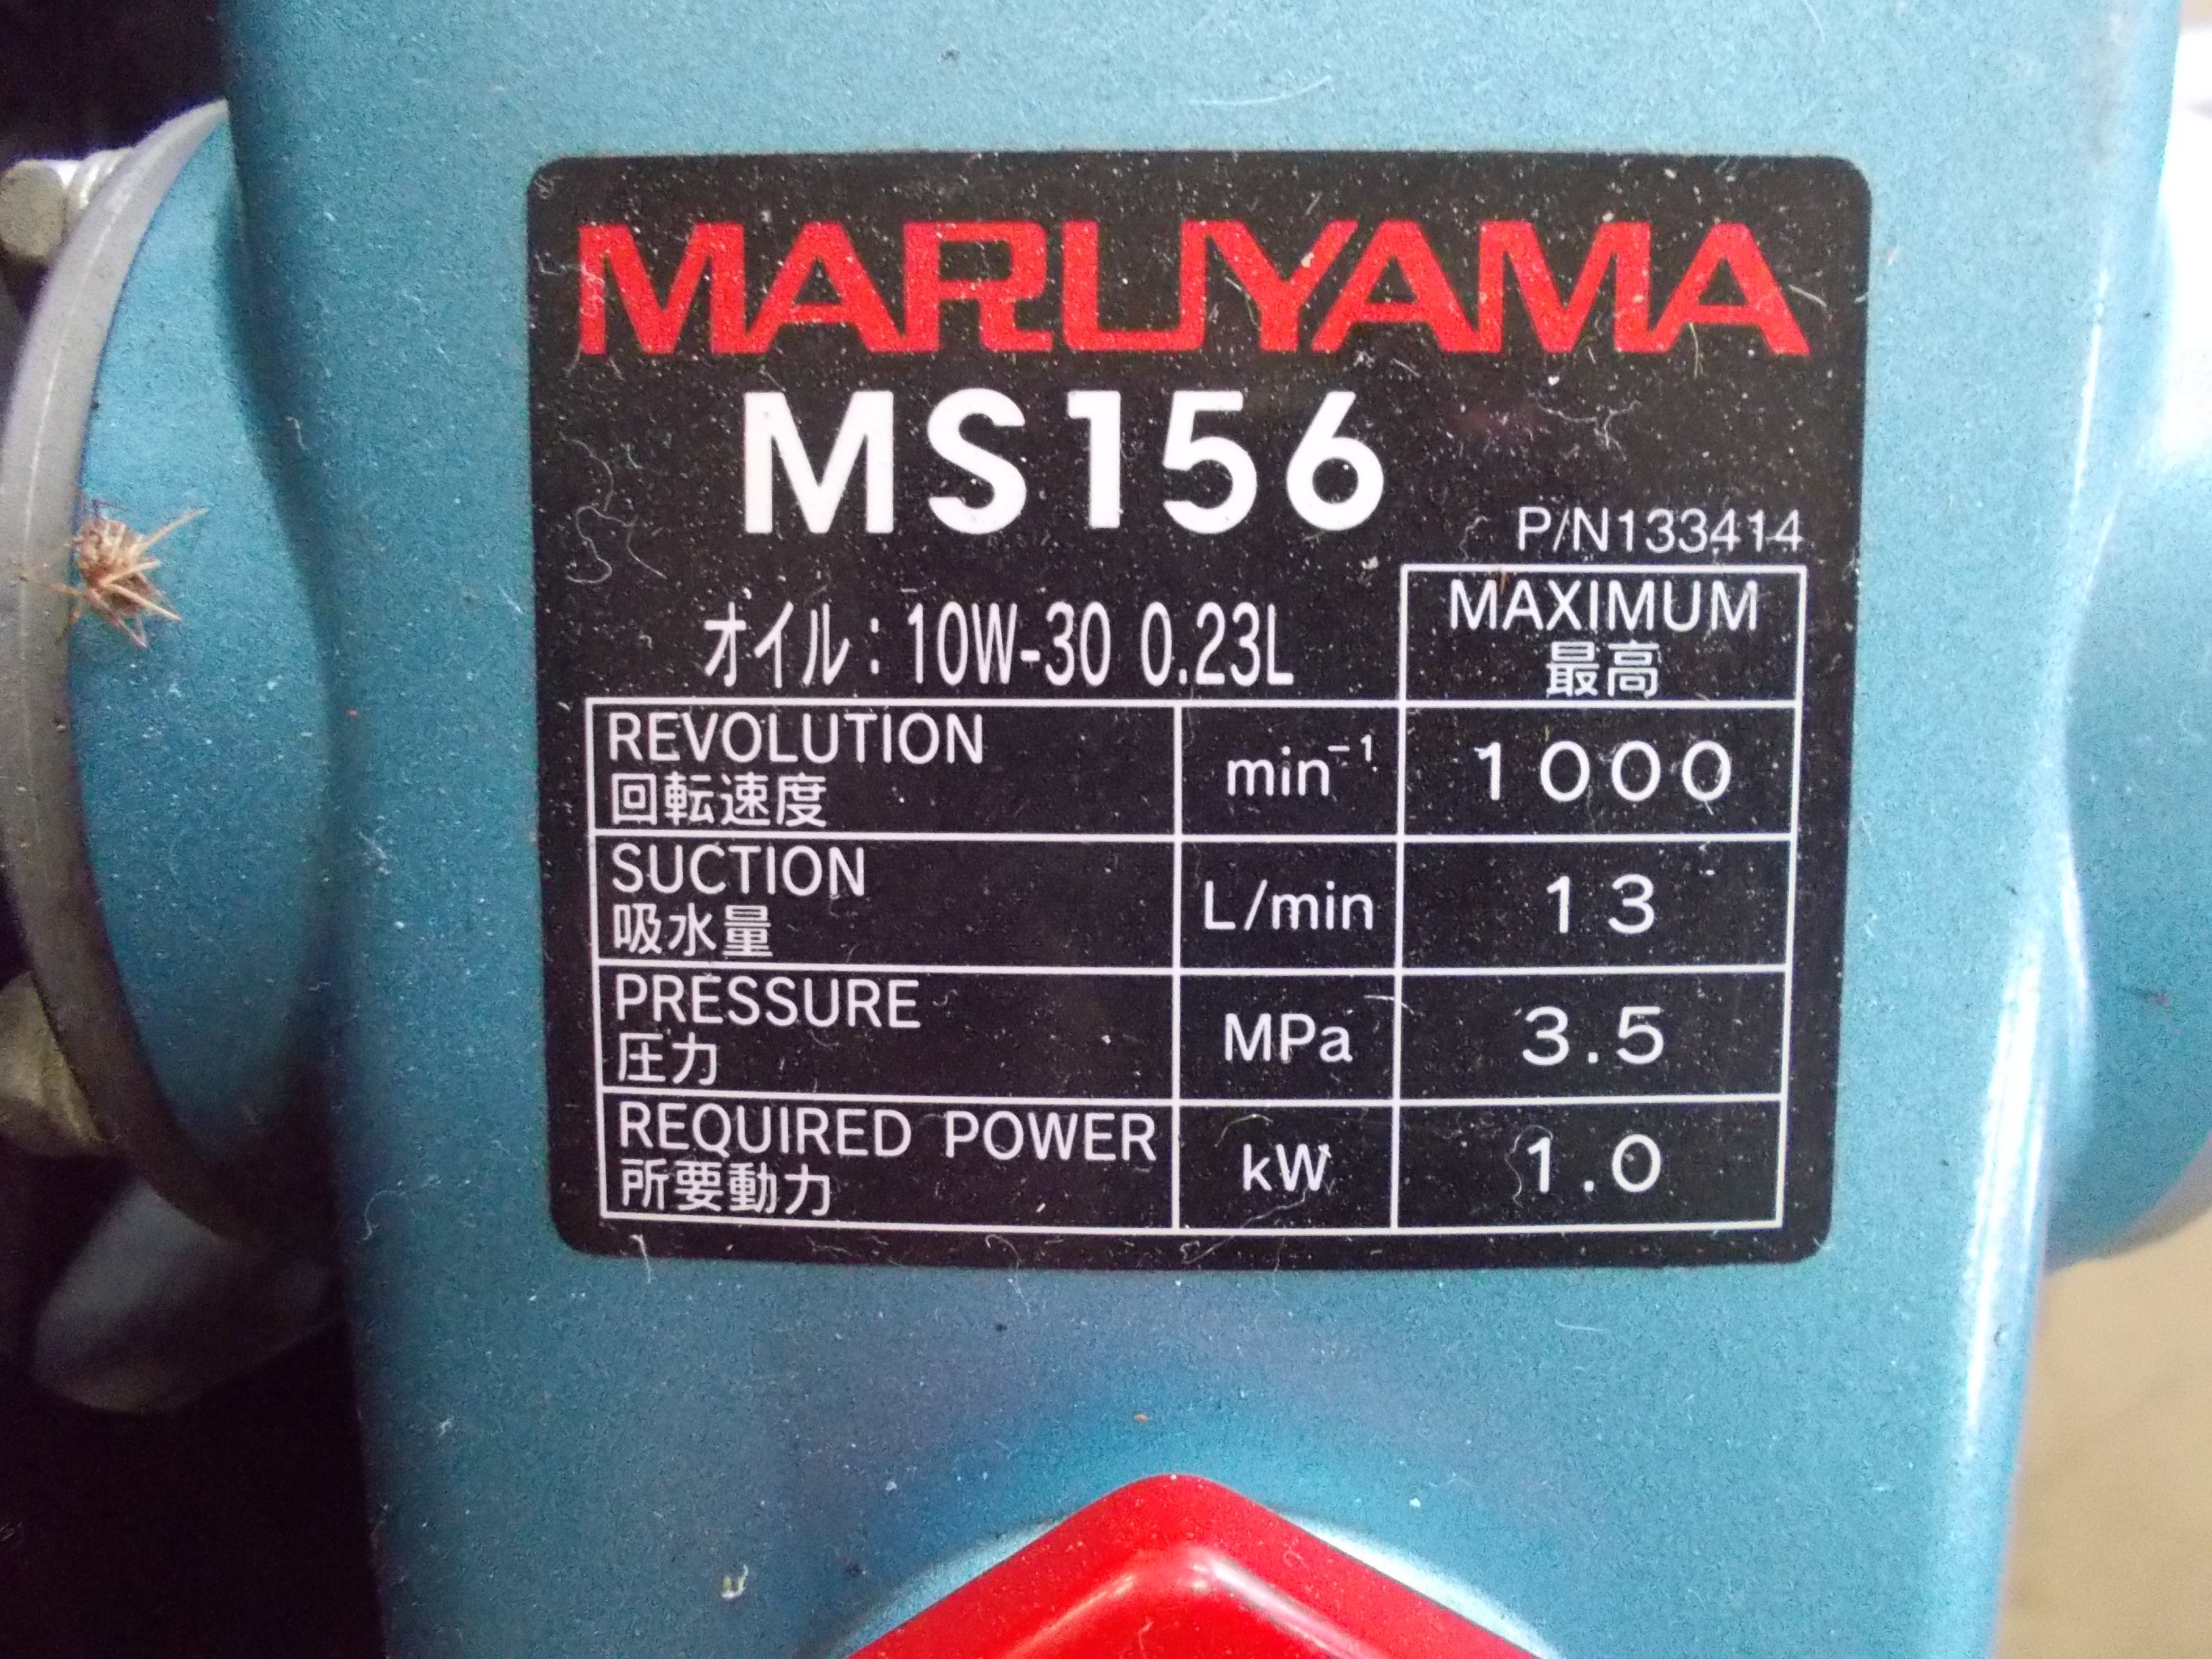 MARUYAMA
MS156
P/N133414
オイル：10W-30 0.23L
MAXIMUM
最高
REVOLUTION
回転速度
min⁻¹
1000
SUCTION
吸水量
L/min
13
PRESSURE
圧力
MPa
3.5
REQUIRED POWER
所要動力
kW
1.0